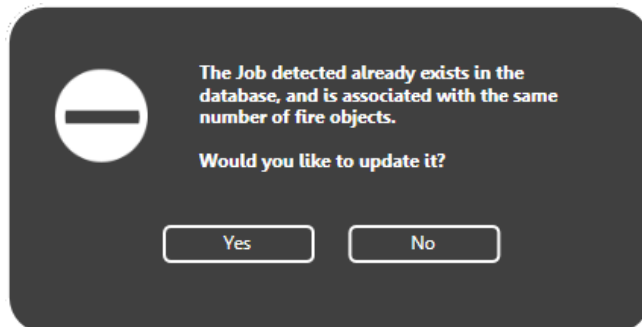 The Job detected already exists in the
database, and is associated with the same
number of fire objects.
Would you like to update it?
Yes
No